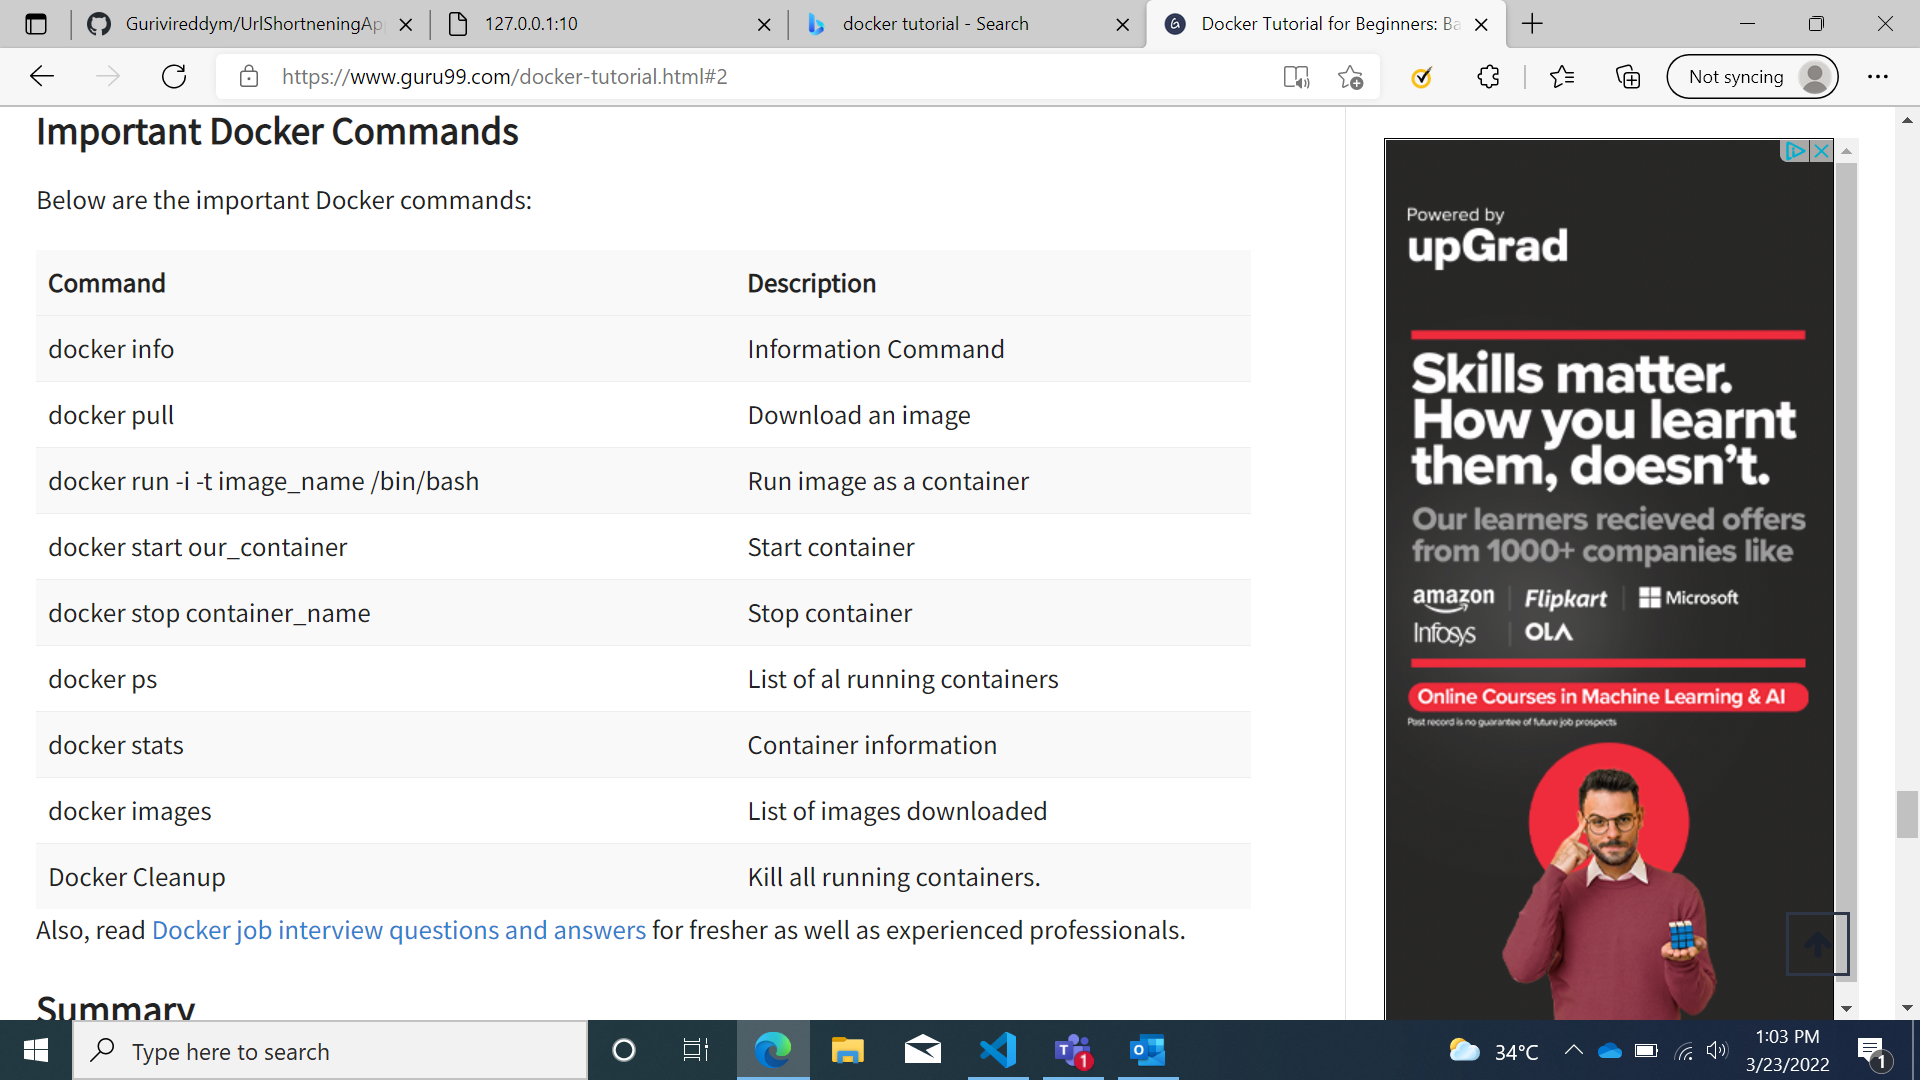 Gurivireddym/UrlShortneningAp
127.0.0.1:10
docker tutorial - Search
Docker Tutorial for Beginners: Ba
https://www.guru99.com/docker-tutorial.html#2
Not syncing
Important Docker Commands
Below are the important Docker commands:
Command Description
docker info Information Command
docker pull Download an image
docker run -i -t image_name /bin/bash Run image as a container
docker start our_container Start container
docker stop container_name Stop container
docker ps List of al running containers
docker stats Container information
docker images List of images downloaded
Docker Cleanup Kill all running containers.
Also, read Docker job interview questions and answers for fresher as well as experienced professionals.
Summary
Powered by
upGrad
Skills matter.
How you learnt
them, doesn't.
Our learners recieved offers
from 1000+ companies like
amazon Flipkart Microsoft
Infosys OLA
Online Courses in Machine Learning & AI
Past record is no guarantee of future job prospects
Type here to search
1
34°C
1:03 PM
3/23/2022
1